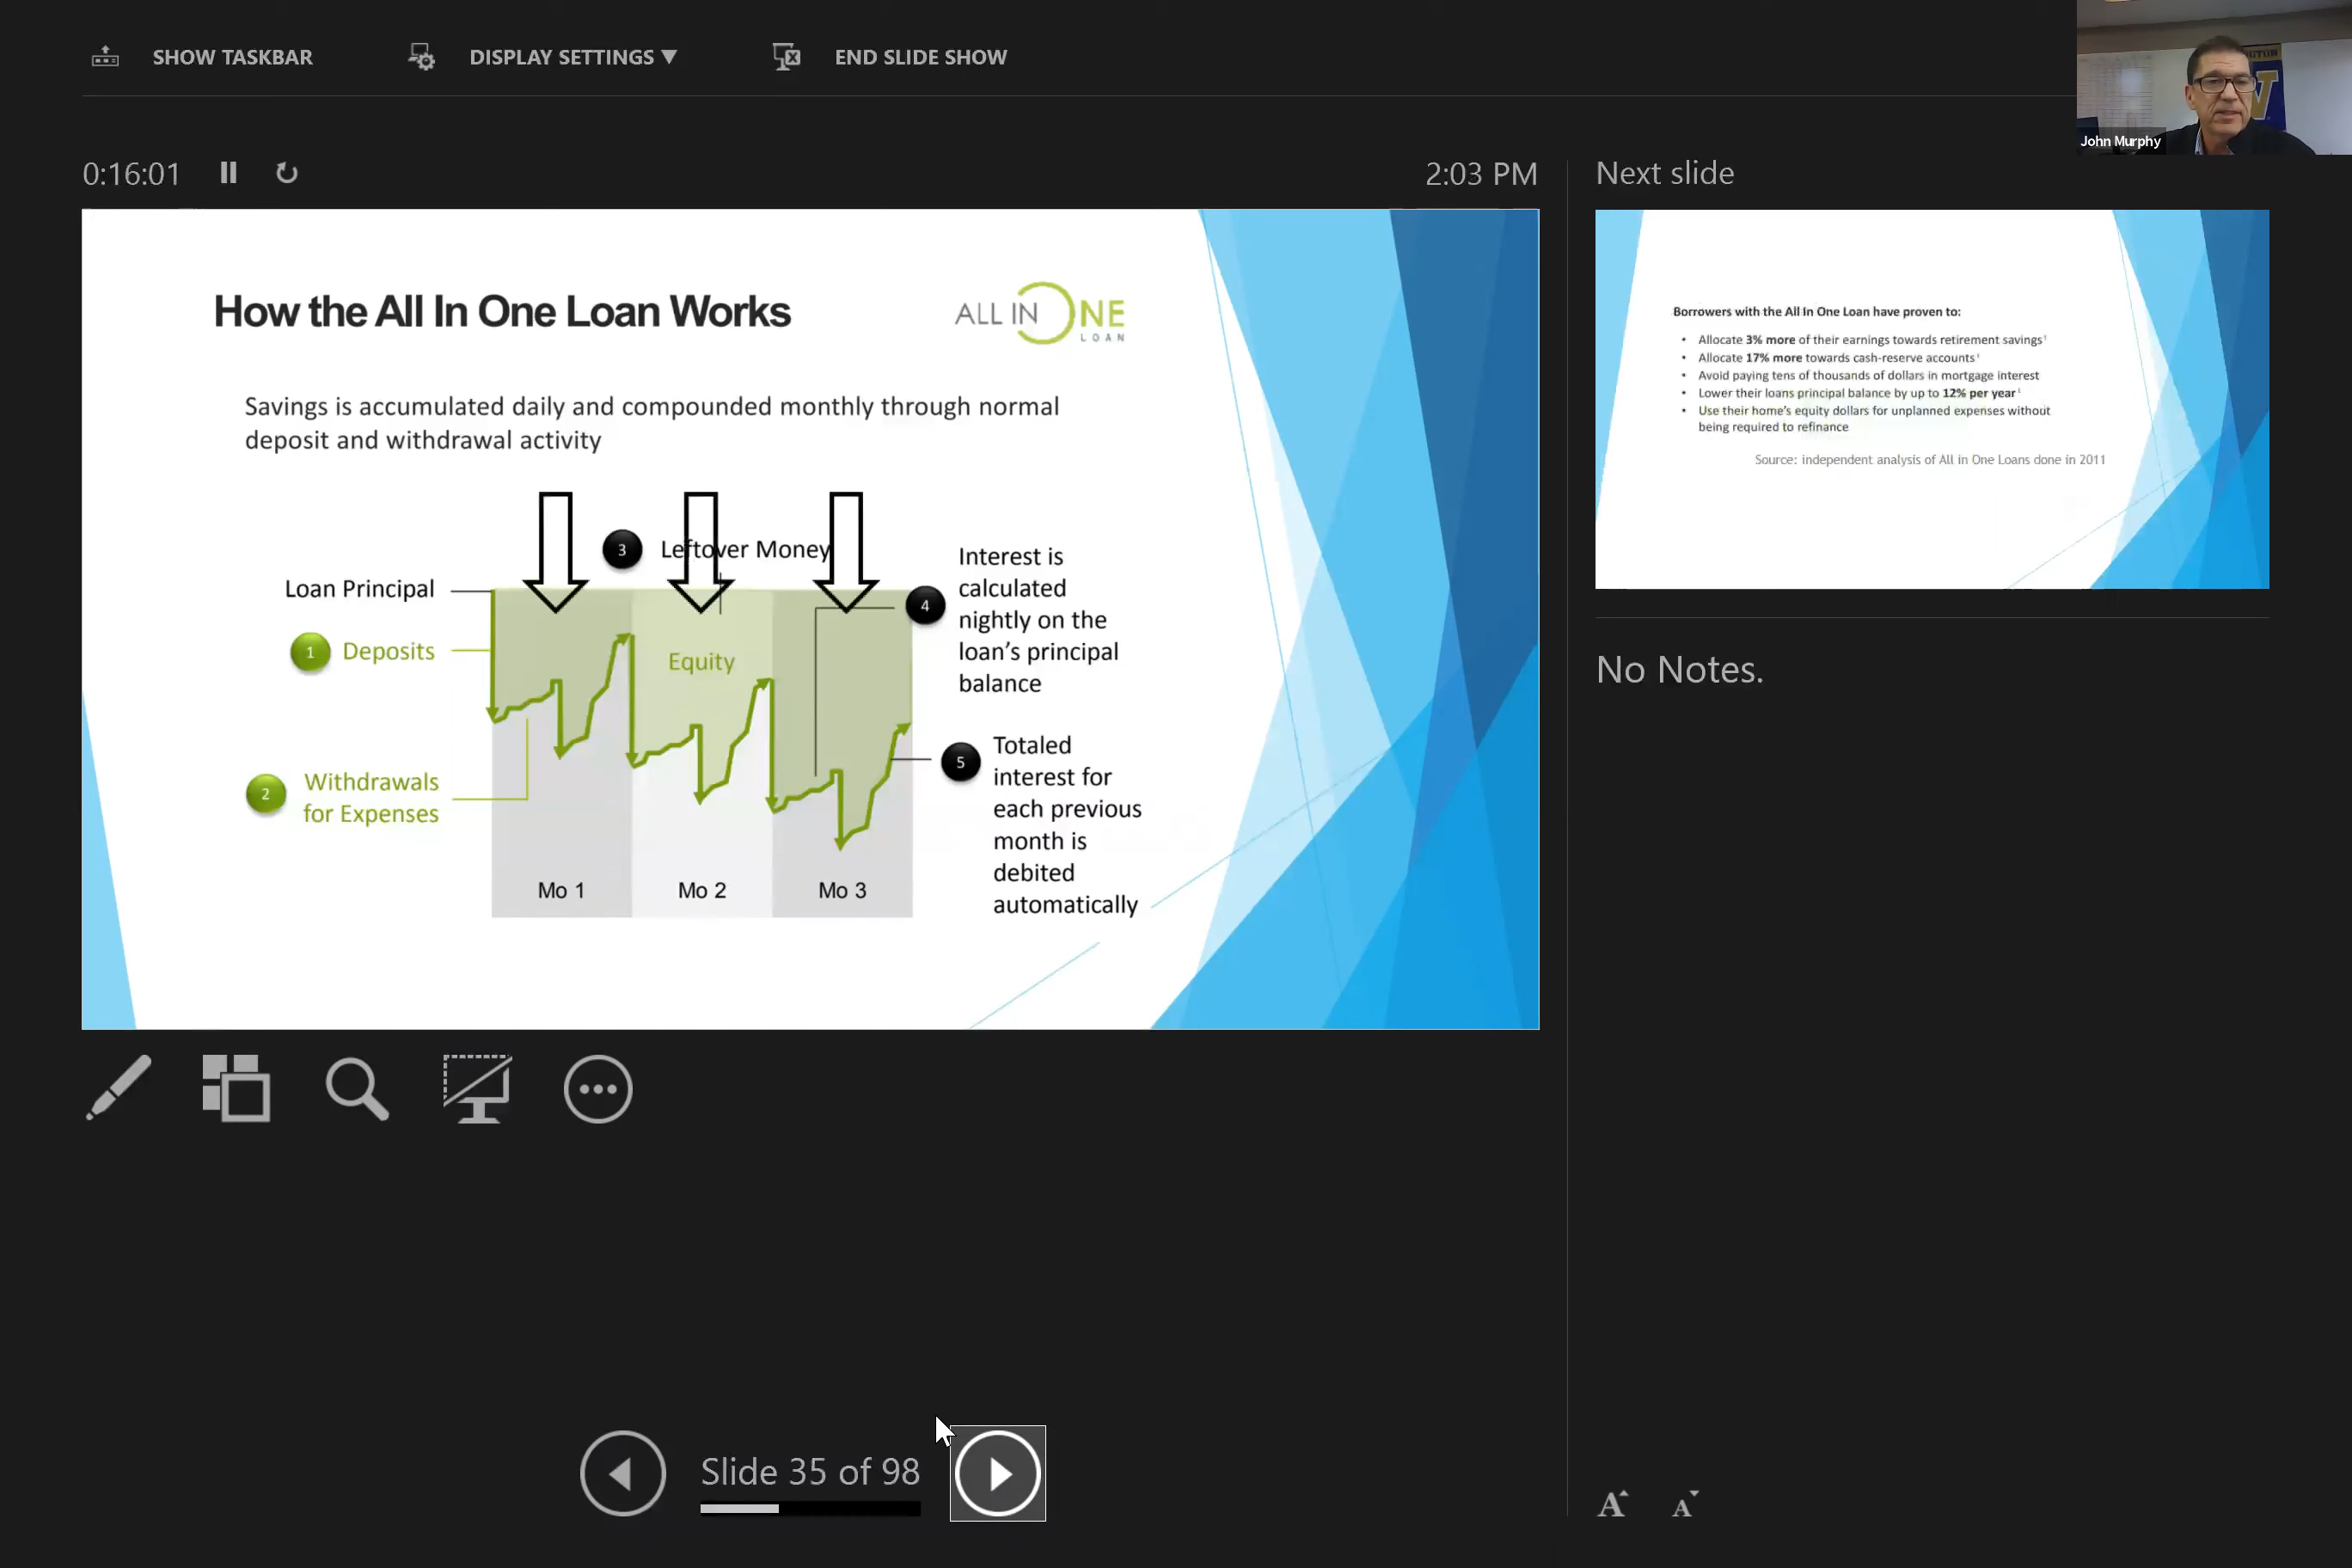 SHOW TASKBAR
DISPLAY SETTINGS ▼
END SLIDE SHOW
John Murphy
0:16:01
2:03 PM
Next slide
How the All In One Loan Works
ALL IN ONE
LOAN
Savings is accumulated daily and compounded monthly through normal
deposit and withdrawal activity
3 Leftover Money
Loan Principal
1 Deposits
Equity
2 Withdrawals
for Expenses
4 Interest is
calculated
nightly on the
loan's principal
balance
5 Totaled
interest for
each previous
month is
debited
automatically
Mo 1
Mo 2
Mo 3
Borrowers with the All In One Loan have proven to:
• Allocate 3% more of their earnings towards retirement savings¹
• Allocate 17% more towards cash-reserve accounts¹
• Avoid paying tens of thousands of dollars in mortgage interest
• Lower their loans principal balance by up to 12% per year¹
• Use their home's equity dollars for unplanned expenses without
being required to refinance
Source: independent analysis of All in One Loans done in 2011
No Notes.
Slide 35 of 98
A A